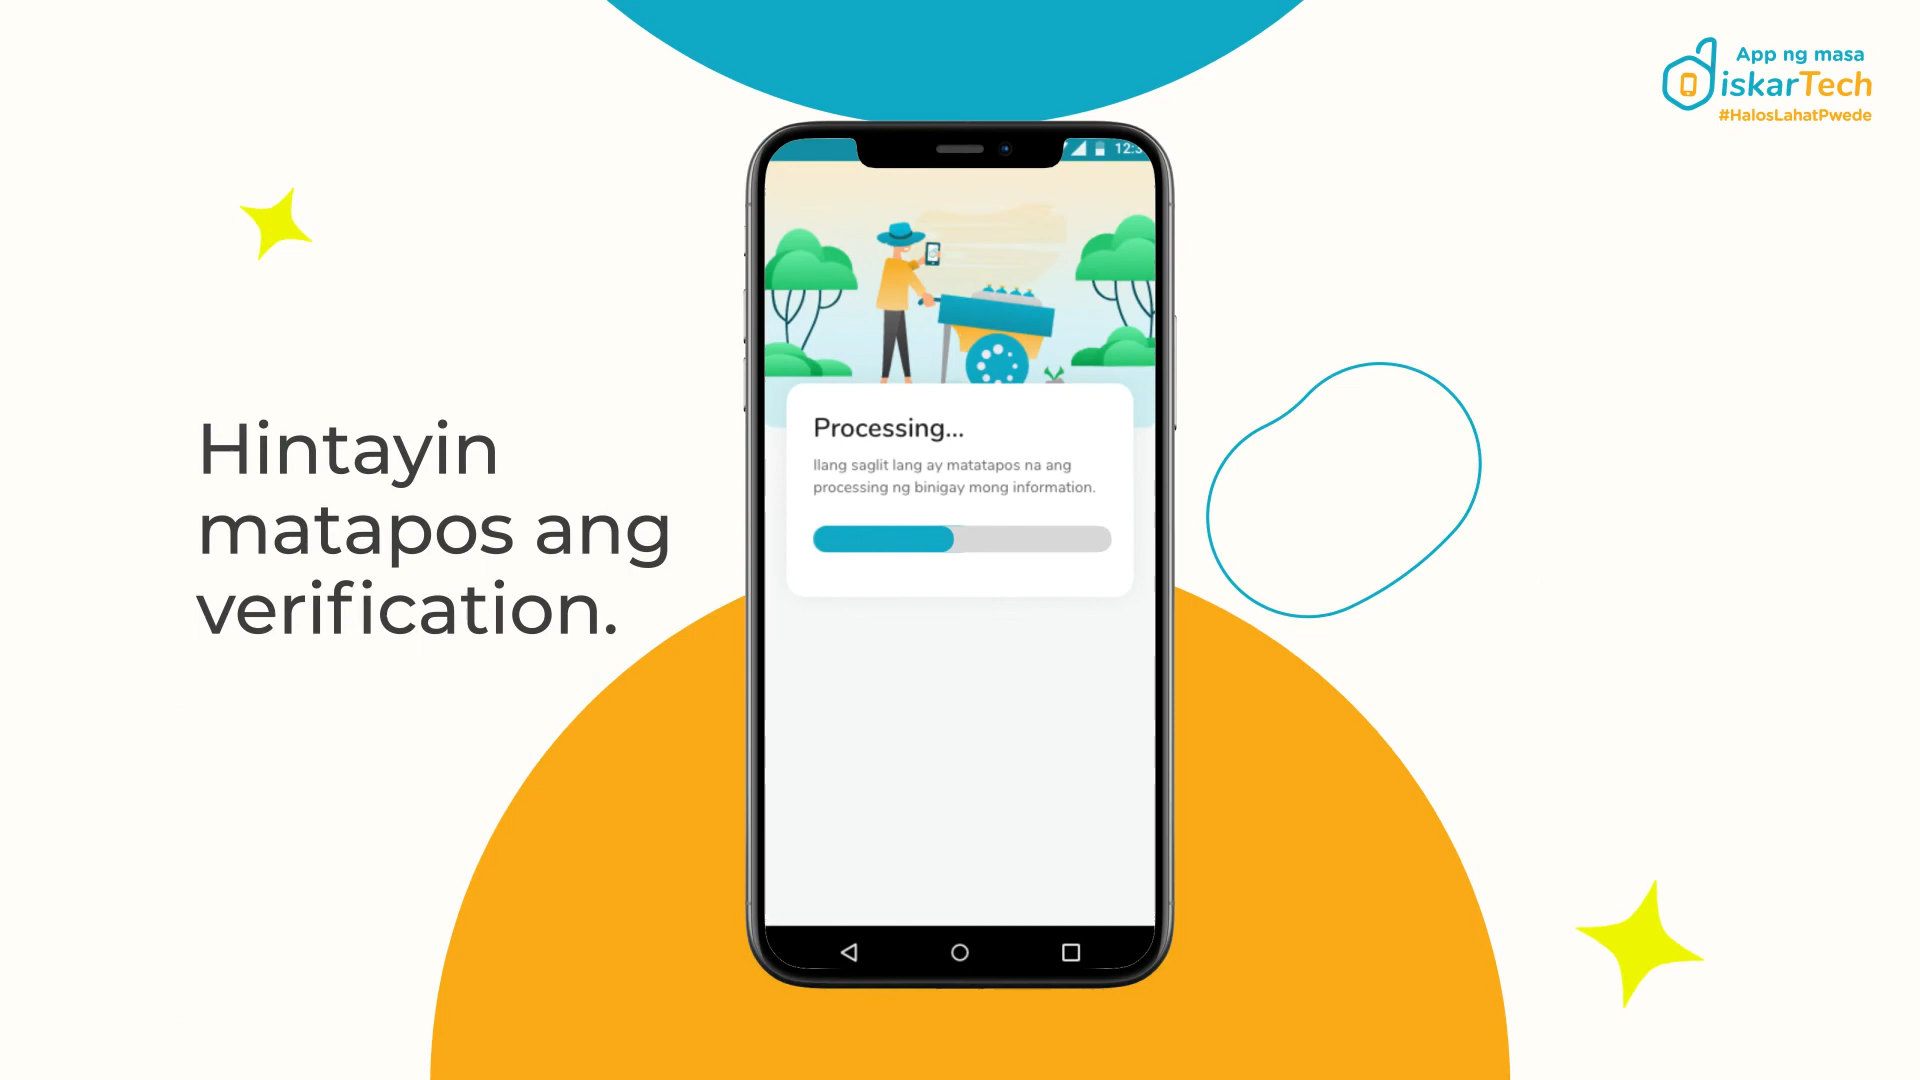 App ng masa
DiskarTech
#HalosLahatPwede
Hintayin
matapos ang
verification.
Processing...
Ilang saglit lang ay matatapos na ang
processing ng binigay mong information.